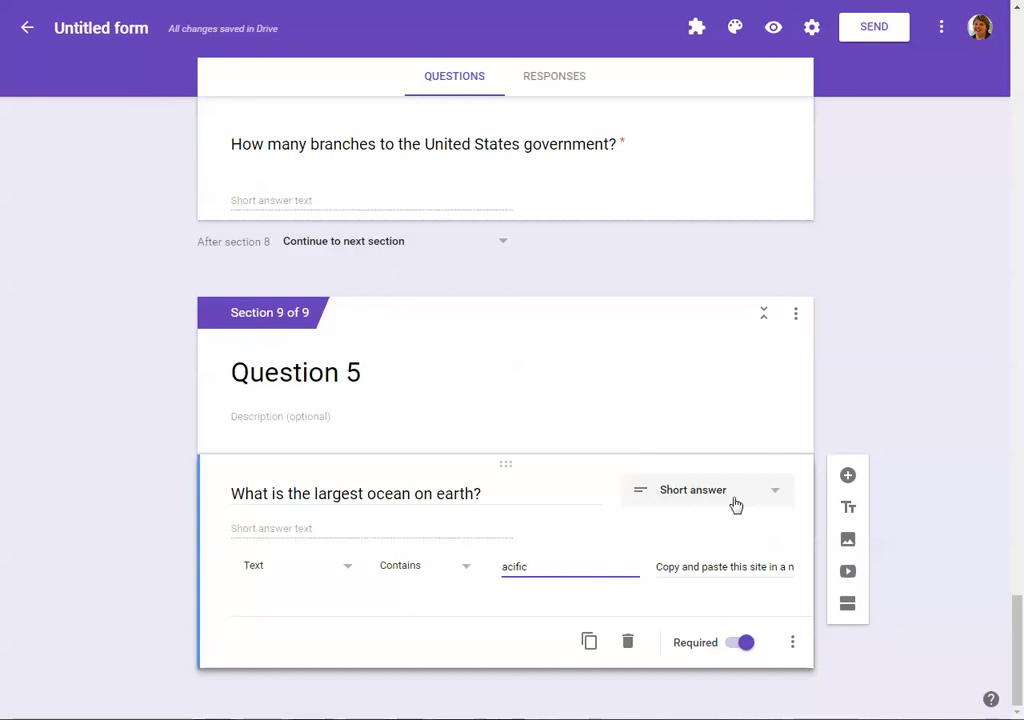 Untitled form
All changes saved in Drive
SEND
QUESTIONS
RESPONSES
How many branches to the United States government? *
Short answer text
After section 8
Continue to next section
Section 9 of 9
Question 5
Description (optional)
What is the largest ocean on earth?
Short answer
Short answer text
Text
Contains
acific
Copy and paste this site in a n
Required